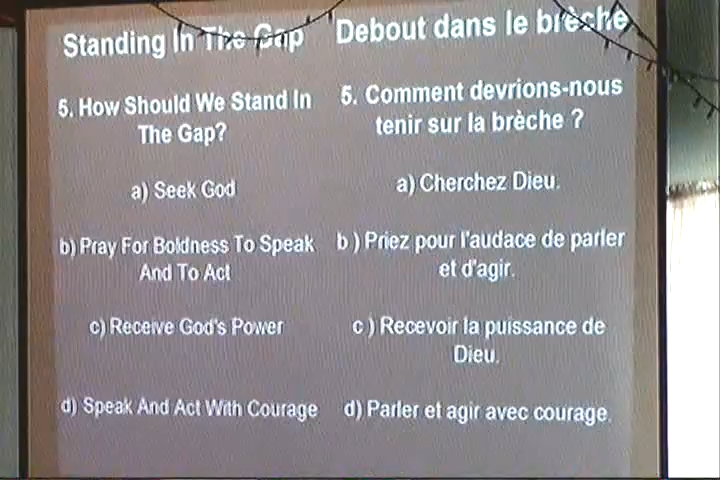 Standing In The Gap
5. How Should We Stand In
The Gap?
a) Seek God
b) Pray For Boldness To Speak
And To Act
c) Receive God's Power
d) Speak And Act With Courage
Debout dans le brèche
5. Comment devrions-nous
tenir sur la brèche ?
a) Cherchez Dieu.
b ) Priez pour l'audace de parler
et d'agir.
c ) Recevoir la puissance de
Dieu.
d) Parler et agir avec courage.